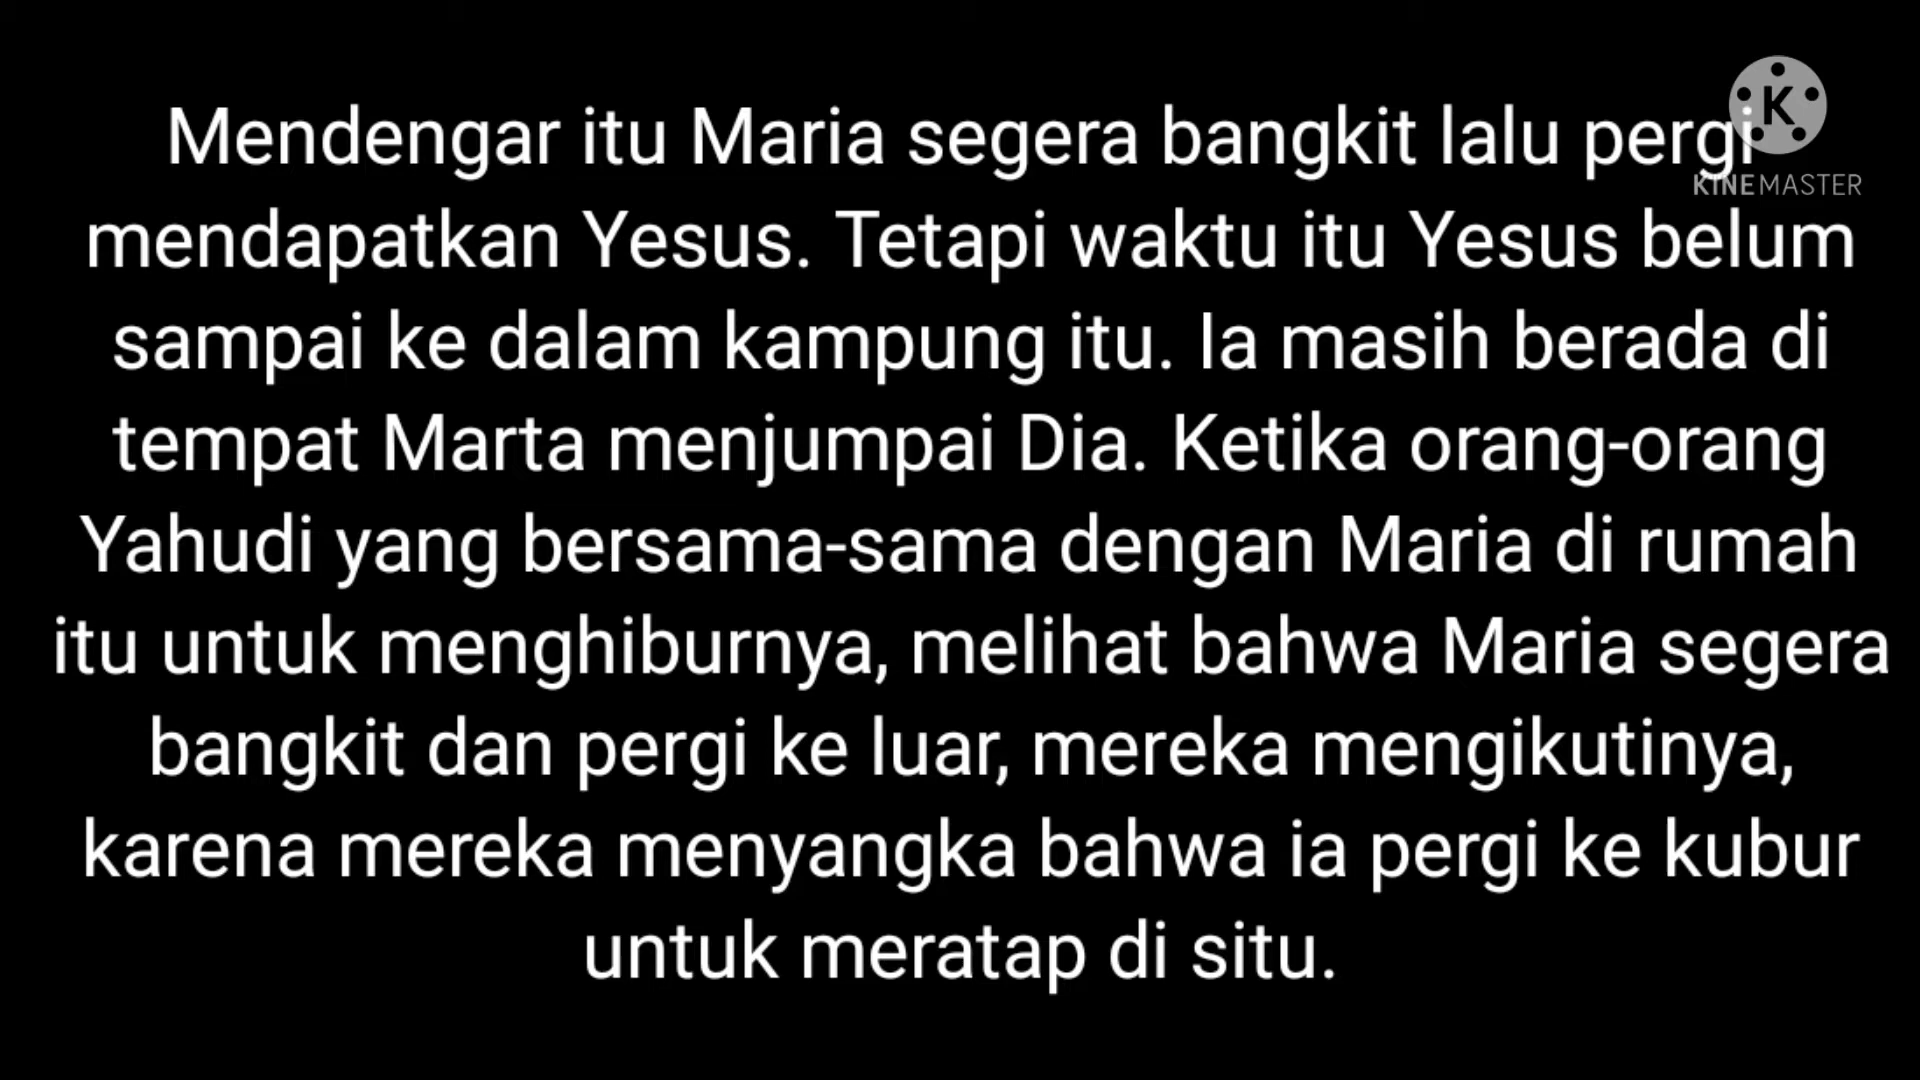 Mendengar itu Maria segera bangkit lalu pergi
mendapatkan Yesus. Tetapi waktu itu Yesus belum
sampai ke dalam kampung itu. Ia masih berada di
tempat Marta menjumpai Dia. Ketika orang-orang
Yahudi yang bersama-sama dengan Maria di rumah
itu untuk menghiburnya, melihat bahwa Maria segera
bangkit dan pergi ke luar, mereka mengikutinya,
karena mereka menyangka bahwa ia pergi ke kubur
untuk meratap di situ.
K
KINEMASTER